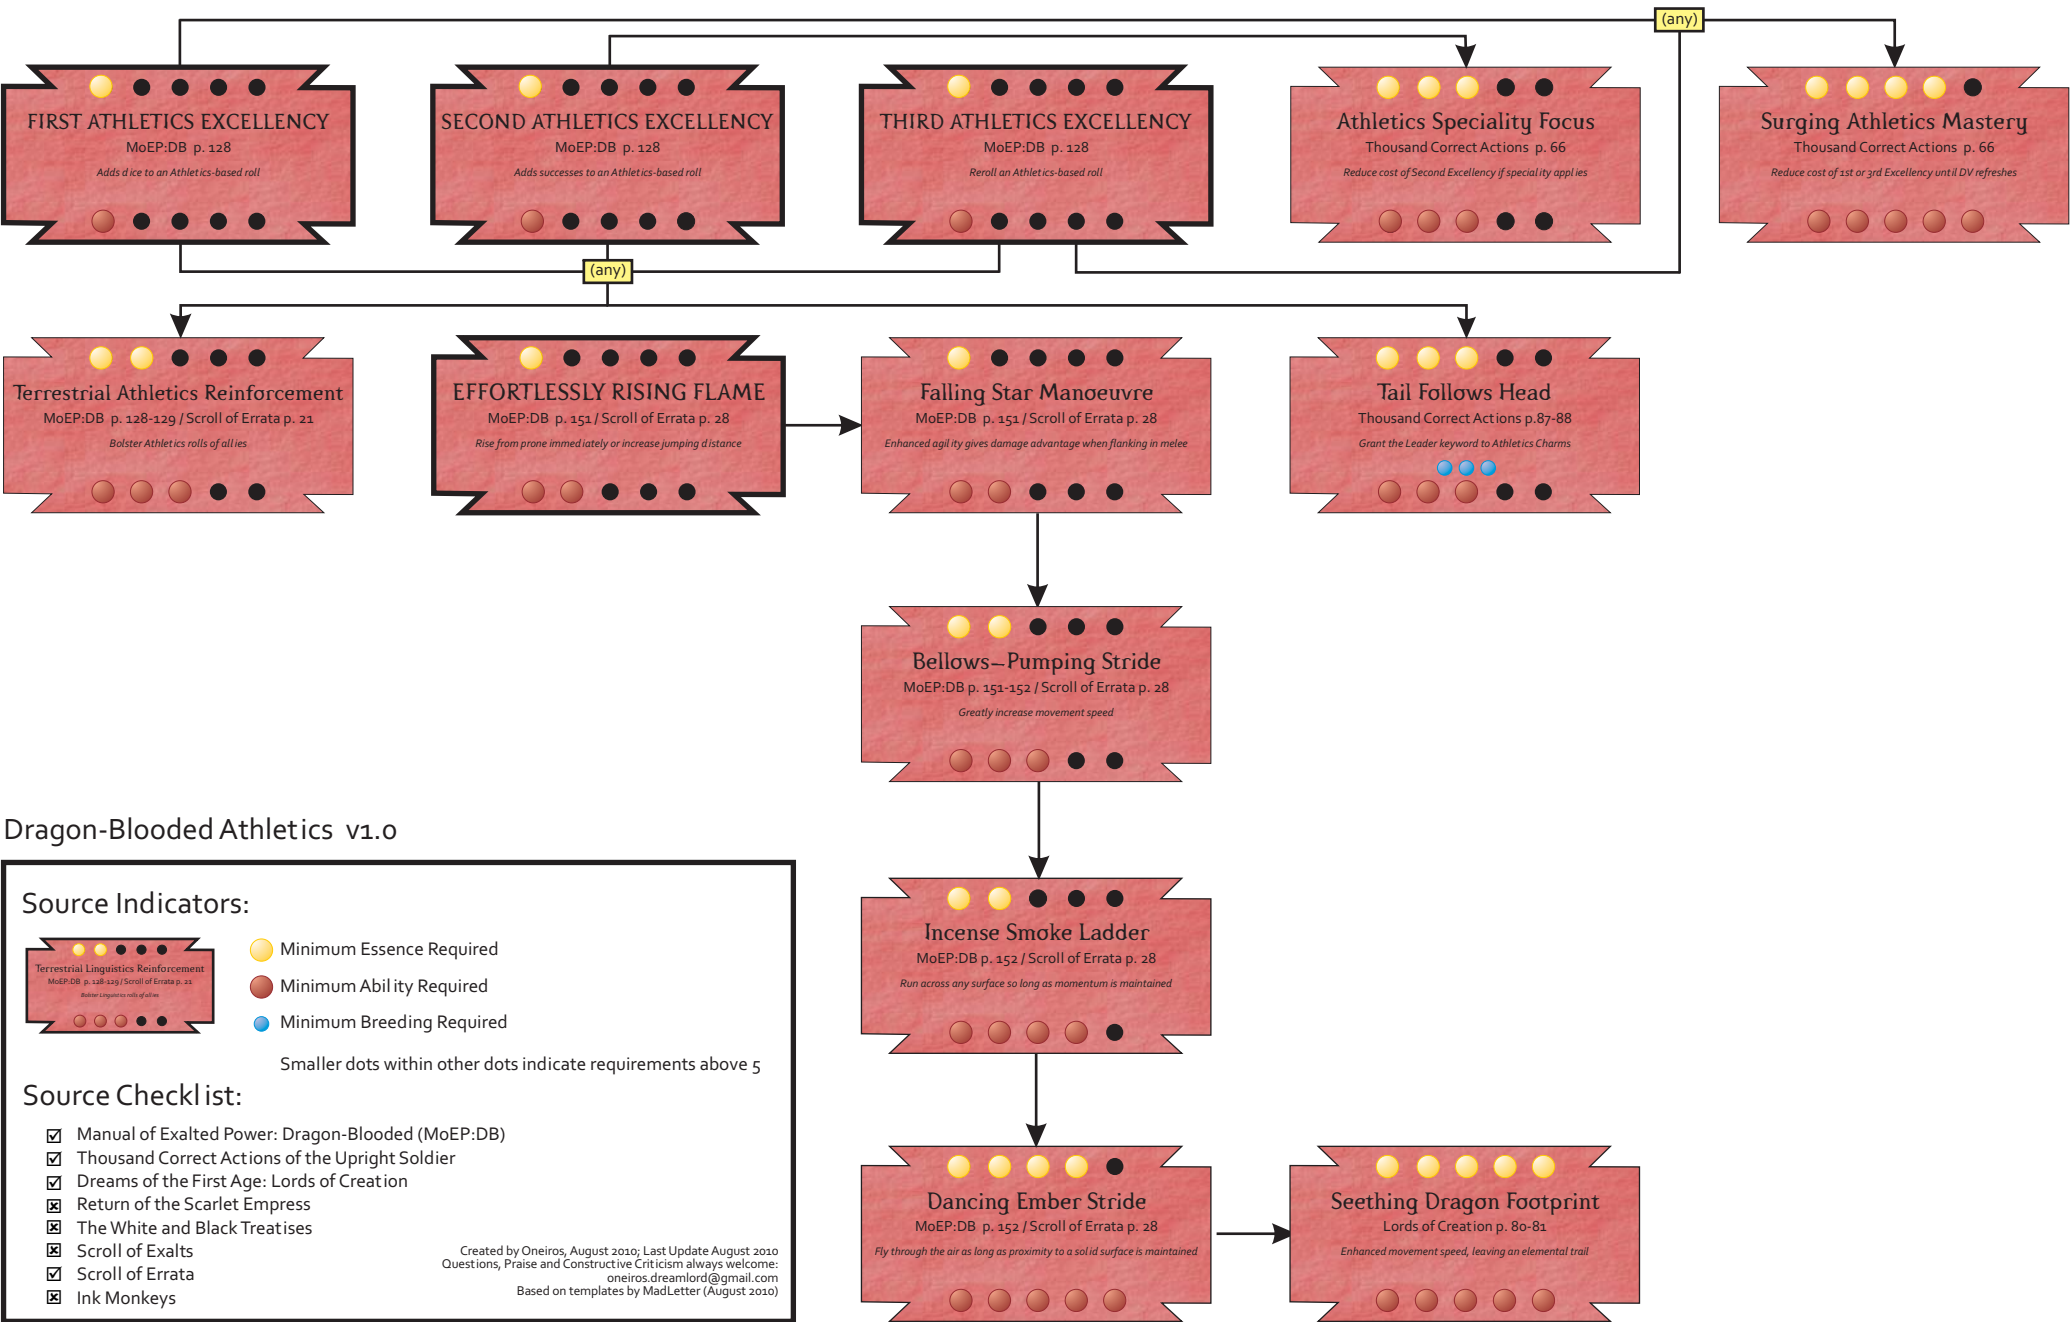 (any)
FIRST ATHLETICS EXCELLENCY
MoEP:DB p. 128
Adds dice to an Athletics-based roll
SECOND ATHLETICS EXCELLENCY
MoEP:DB p. 128
Adds successes to an Athletics-based roll
THIRD ATHLETICS EXCELLENCY
MoEP:DB p. 128
Reroll an Athletics-based roll
Athletics Speciality Focus
Thousand Correct Actions p. 66
Reduce cost of Second Excellency if speciality applies
Surging Athletics Mastery
Thousand Correct Actions p. 66
Reduce cost of 1st or 3rd Excellency until DV refreshes
(any)
Terrestrial Athletics Reinforcement
MoEP:DB p. 128-129 / Scroll of Errata p. 21
Bolster Athletics rolls of allies
EFFORTLESSLY RISING FLAME
MoEP:DB p. 151 / Scroll of Errata p. 28
Rise from prone immediately or increase jumping distance
Falling Star Manoeuvre
MoEP:DB p. 151 / Scroll of Errata p. 28
Enhanced agility gives damage advantage when flanking in melee
Tail Follows Head
Thousand Correct Actions p.87-88
Grant the Leader keyword to Athletics Charms
Bellows-Pumping Stride
MoEP:DB p. 151-152 / Scroll of Errata p. 28
Greatly increase movement speed
Incense Smoke Ladder
MoEP:DB p. 152 / Scroll of Errata p. 28
Run across any surface so long as momentum is maintained
Dancing Ember Stride
MoEP:DB p. 152 / Scroll of Errata p. 28
Fly through the air as long as proximity to a solid surface is maintained
Seething Dragon Footprint
Lords of Creation p. 80-81
Enhanced movement speed, leaving an elemental trail
Dragon-Blooded Athletics v1.0
Source Indicators:
Terrestrial Linguistics Reinforcement
MoEP:DB p. 128-129 / Scroll of Errata p. 21
Bolster Linguistics rolls of allies
Minimum Essence Required
Minimum Ability Required
Minimum Breeding Required
Smaller dots within other dots indicate requirements above 5
Source Checklist:
Manual of Exalted Power: Dragon-Blooded (MoEP:DB)
Thousand Correct Actions of the Upright Soldier
Dreams of the First Age: Lords of Creation
Return of the Scarlet Empress
The White and Black Treatises
Scroll of Exalts
Scroll of Errata
Ink Monkeys
Created by Oneiros, August 2010; Last Update August 2010
Questions, Praise and Constructive Criticism always welcome:
oneiros.dreamlord@gmail.com
Based on templates by MadLetter (August 2010)